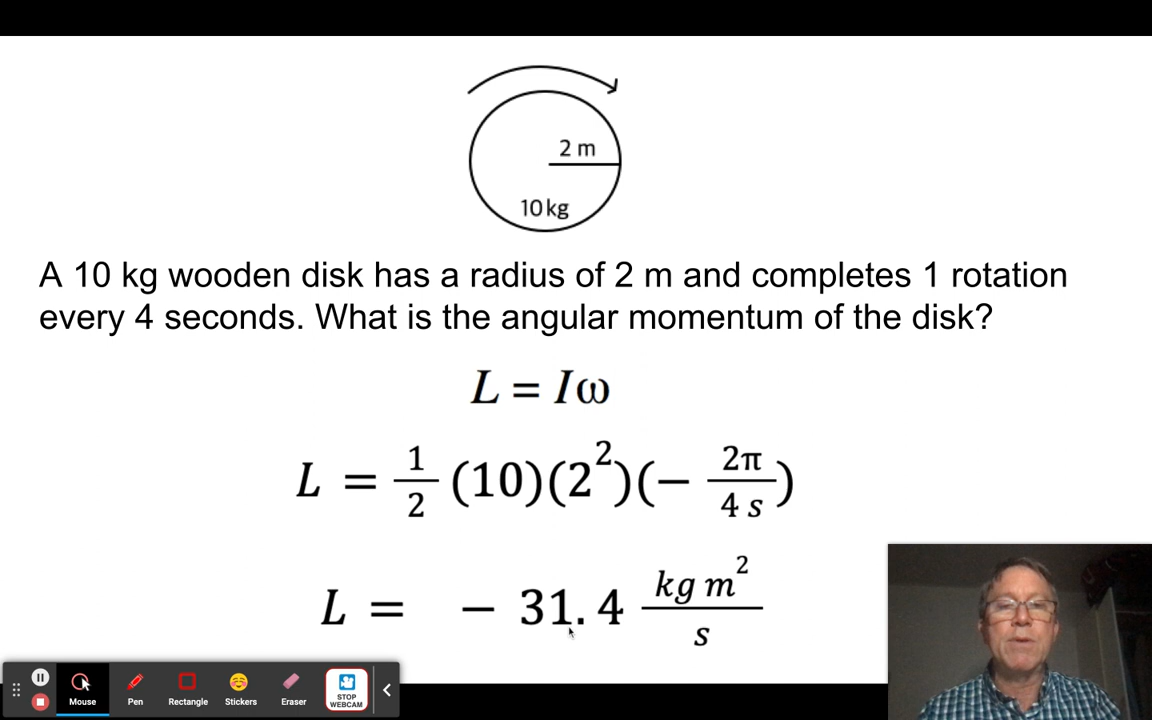 2 m
10 kg
A 10 kg wooden disk has a radius of 2 m and completes 1 rotation
every 4 seconds. What is the angular momentum of the disk?
L = Iω
L = 1/2 (10)(2²)(− 2π/4 s)
L = − 31.4 kg m²/s
Mouse
Pen
Rectangle
Stickers
Eraser
STOP
WEBCAM